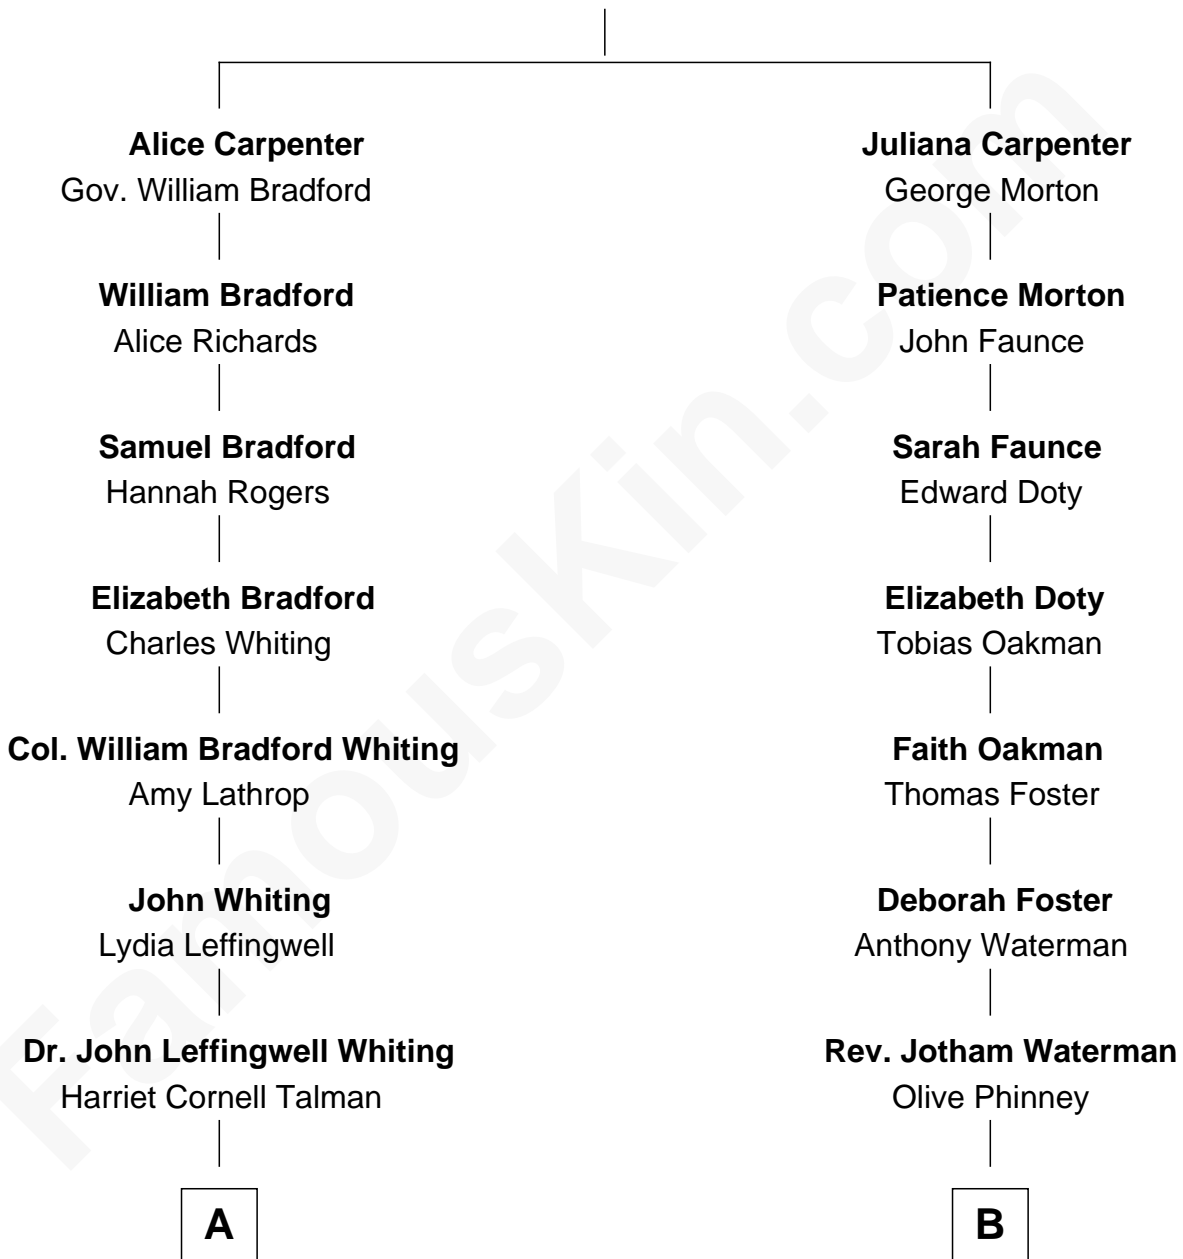 Alice Carpenter
Gov. William Bradford
William Bradford
Alice Richards
Samuel Bradford
Hannah Rogers
Elizabeth Bradford
Charles Whiting
Col. William Bradford Whiting
Amy Lathrop
John Whiting
Lydia Leffingwell
Dr. John Leffingwell Whiting
Harriet Cornell Talman
A
Juliana Carpenter
George Morton
Patience Morton
John Faunce
Sarah Faunce
Edward Doty
Elizabeth Doty
Tobias Oakman
Faith Oakman
Thomas Foster
Deborah Foster
Anthony Waterman
Rev. Jotham Waterman
Olive Phinney
B
FamousKin.com